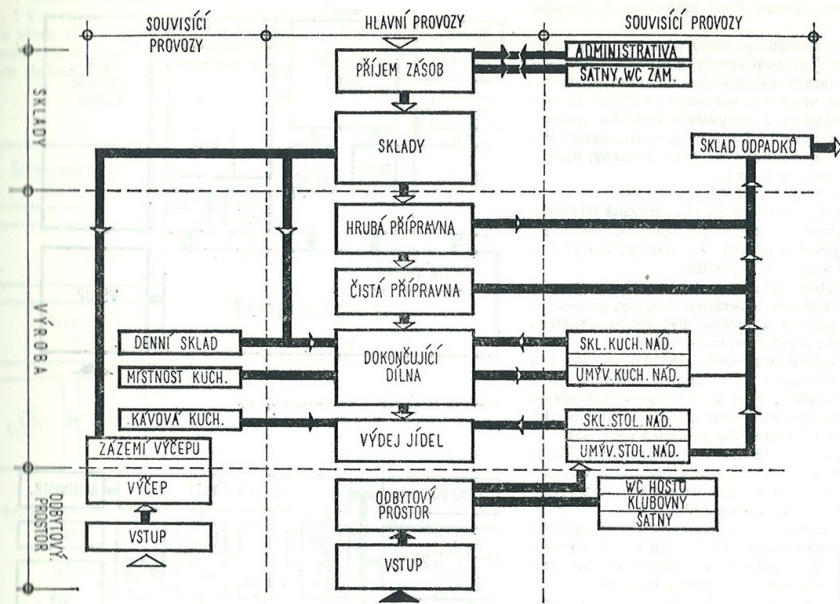 SOUVISÍCÍ
PROVOZY
HLAVNÍ PROVOZY
SOUVISÍCÍ PROVOZY
SKLADY
PŘÍJEM ZÁSOB
ADMINISTRATIVA
ŠATNY, WC ZAM.
SKLADY
SKLAD ODPADKŮ
VÝROBA
HRUBÁ PŘÍPRAVNA
ČISTÁ PŘÍPRAVNA
DENNÍ SKLAD
MÍSTNOST KUCH.
DOKONČUJÍCÍ
DÍLNA
SKL. KUCH. NÁD.
UMÝV. KUCH. NÁD.
KÁVOVÁ KUCH.
VÝDEJ JÍDEL
SKL. STOL. NÁD.
UMÝV. STOL. NÁD.
ZÁZEMÍ VÝČEPU
VÝČEP
VSTUP
ODBYTOVÝ
PROSTOR
ODBYTOVÝ
PROSTOR
WC HOSTŮ
KLUBOVNY
ŠATNY
VSTUP